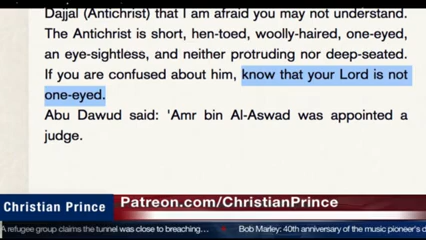 Dajjal (Antichrist) that I am afraid you may not understand.
The Antichrist is short, hen-toed, woolly-haired, one-eyed,
an eye-sightless, and neither protruding nor deep-seated.
If you are confused about him, know that your Lord is not
one-eyed.
Abu Dawud said: 'Amr bin Al-Aswad was appointed a
judge.
Christian Prince
Patreon.com/ChristianPrince
A refugee group claims the tunnel was close to breaching...
Bob Marley: 40th anniversary of the music pioneer's d